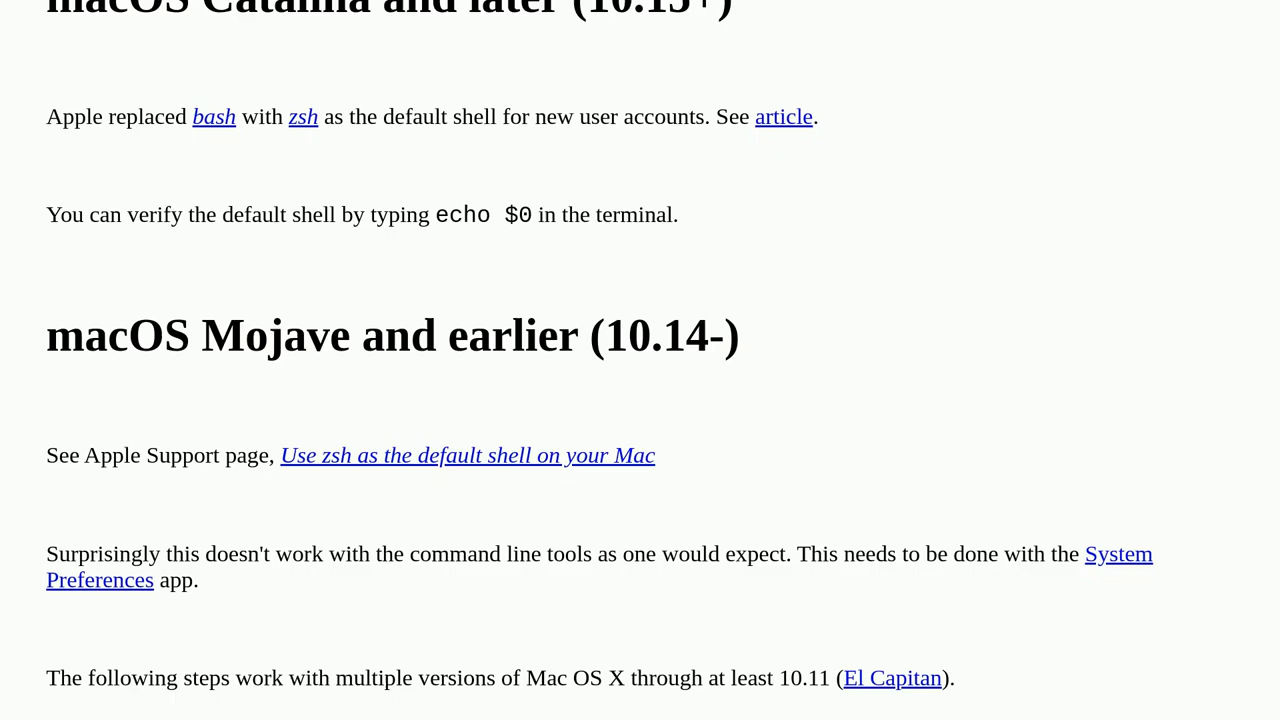 macOS Catalina and later (10.15+)
Apple replaced bash with zsh as the default shell for new user accounts. See article.
You can verify the default shell by typing echo $0 in the terminal.
macOS Mojave and earlier (10.14-)
See Apple Support page, Use zsh as the default shell on your Mac
Surprisingly this doesn't work with the command line tools as one would expect. This needs to be done with the System
Preferences app.
The following steps work with multiple versions of Mac OS X through at least 10.11 (El Capitan).